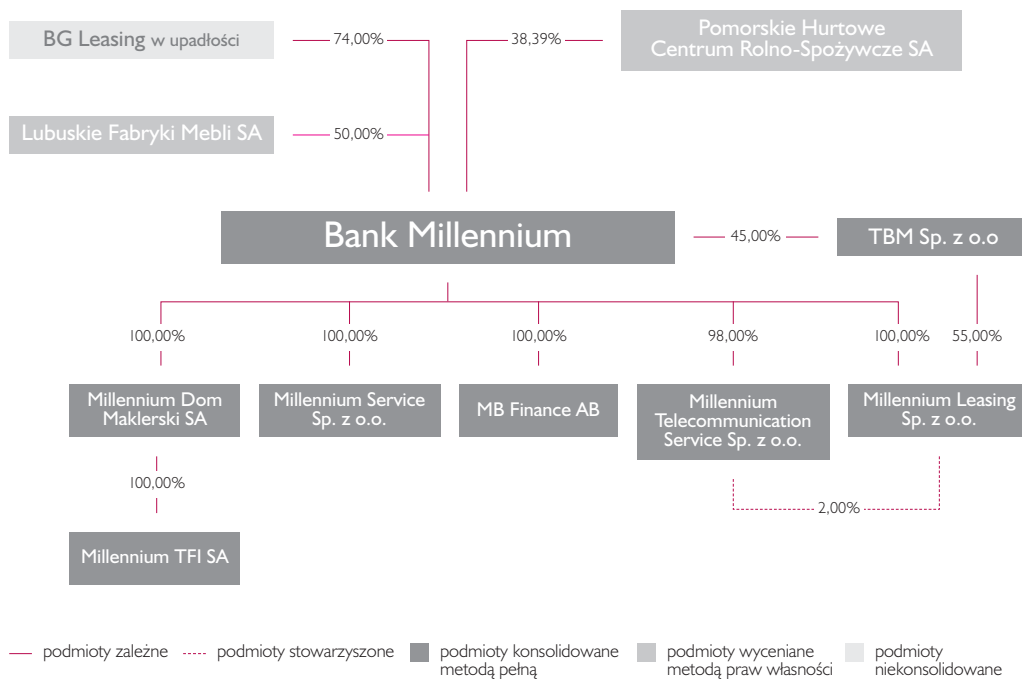 BG Leasing w upadłości
74,00%
38,39%
Pomorskie Hurtowe
Centrum Rolno-Spożywcze SA
Lubuskie Fabryki Mebli SA
50,00%
Bank Millennium
45,00%
TBM Sp. z o.o
100,00%
100,00%
100,00%
98,00%
100,00%
55,00%
Millennium Dom
Maklerski SA
Millennium Service
Sp. z o.o.
MB Finance AB
Millennium
Telecommunication
Service Sp. z o.o.
Millennium Leasing
Sp. z o.o.
100,00%
2,00%
Millennium TFI SA
podmioty zależne
podmioty stowarzyszone
podmioty konsolidowane
metodą pełną
podmioty wyceniane
metodą praw własności
podmioty
niekonsolidowane